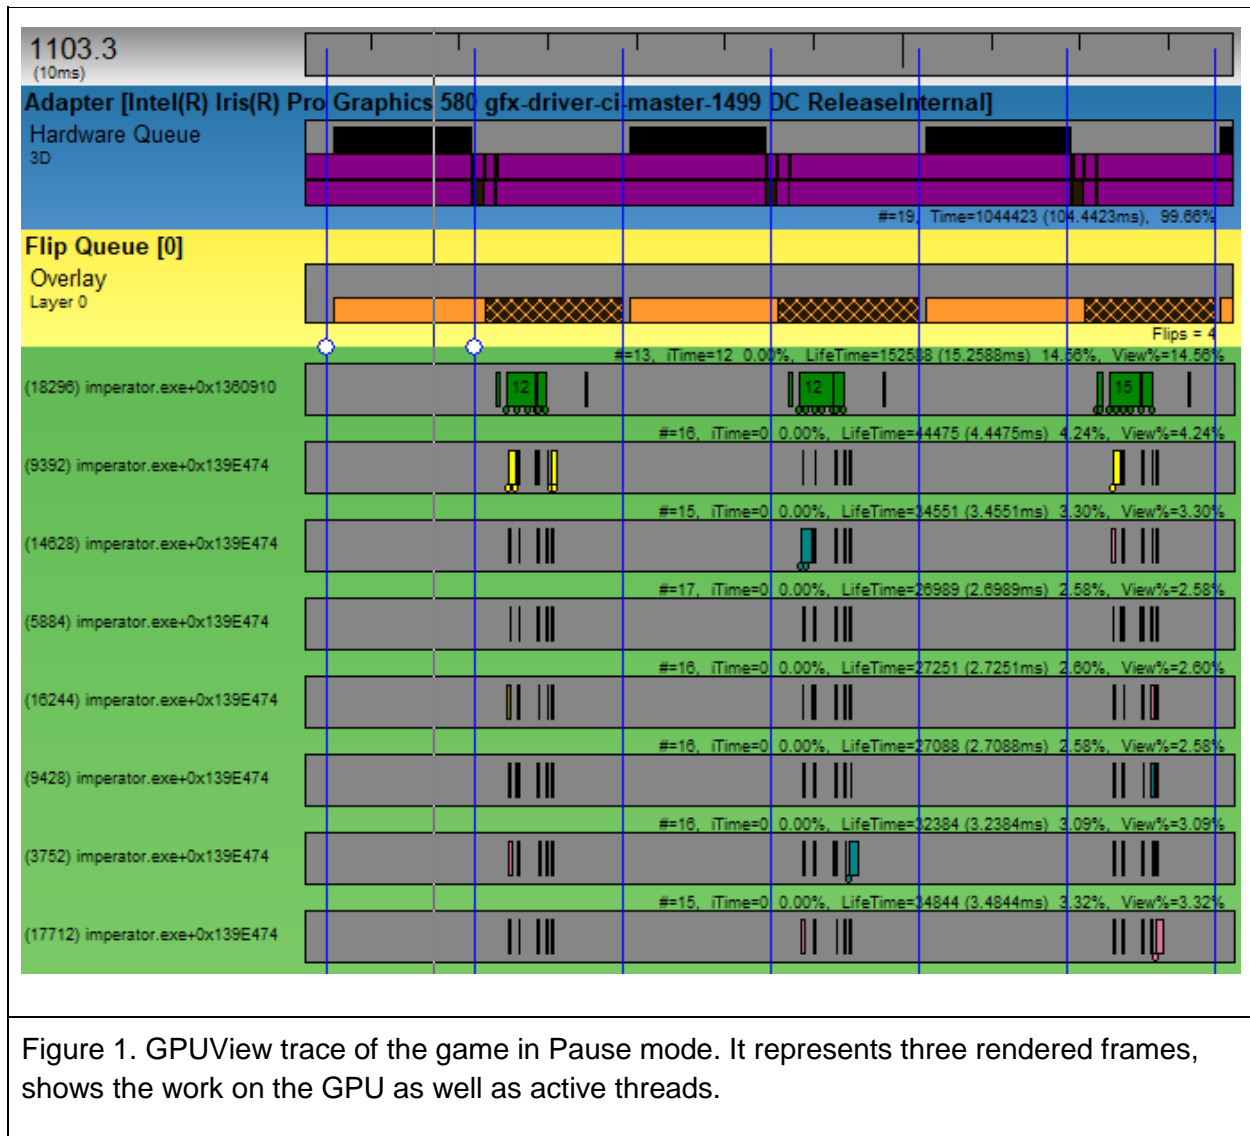 1103.3
(10ms)
Adapter [Intel(R) Iris(R) Pro Graphics 580 gfx-driver-ci-master-1499 DC ReleaseInternal]
Hardware Queue
3D
#=19, Time=1044423 (104.4423ms), 99.66%
Flip Queue [0]
Overlay
Layer 0
Flips = 4
#=13, iTime=12 0.00%, LifeTime=152588 (15.2588ms) 14.56%, View%=14.56%
(18296) imperator.exe+0x1360910
12 12 15
#=16, iTime=0 0.00%, LifeTime=44475 (4.4475ms) 4.24%, View%=4.24%
(9392) imperator.exe+0x139E474
#=15, iTime=0 0.00%, LifeTime=34551 (3.4551ms) 3.30%, View%=3.30%
(14628) imperator.exe+0x139E474
#=17, iTime=0 0.00%, LifeTime=26989 (2.6989ms) 2.58%, View%=2.58%
(5884) imperator.exe+0x139E474
#=16, iTime=0 0.00%, LifeTime=27251 (2.7251ms) 2.60%, View%=2.60%
(16244) imperator.exe+0x139E474
#=16, iTime=0 0.00%, LifeTime=27088 (2.7088ms) 2.58%, View%=2.58%
(9428) imperator.exe+0x139E474
#=16, iTime=0 0.00%, LifeTime=32384 (3.2384ms) 3.09%, View%=3.09%
(3752) imperator.exe+0x139E474
#=15, iTime=0 0.00%, LifeTime=34844 (3.4844ms) 3.32%, View%=3.32%
(17712) imperator.exe+0x139E474
Figure 1. GPUView trace of the game in Pause mode. It represents three rendered frames,
shows the work on the GPU as well as active threads.